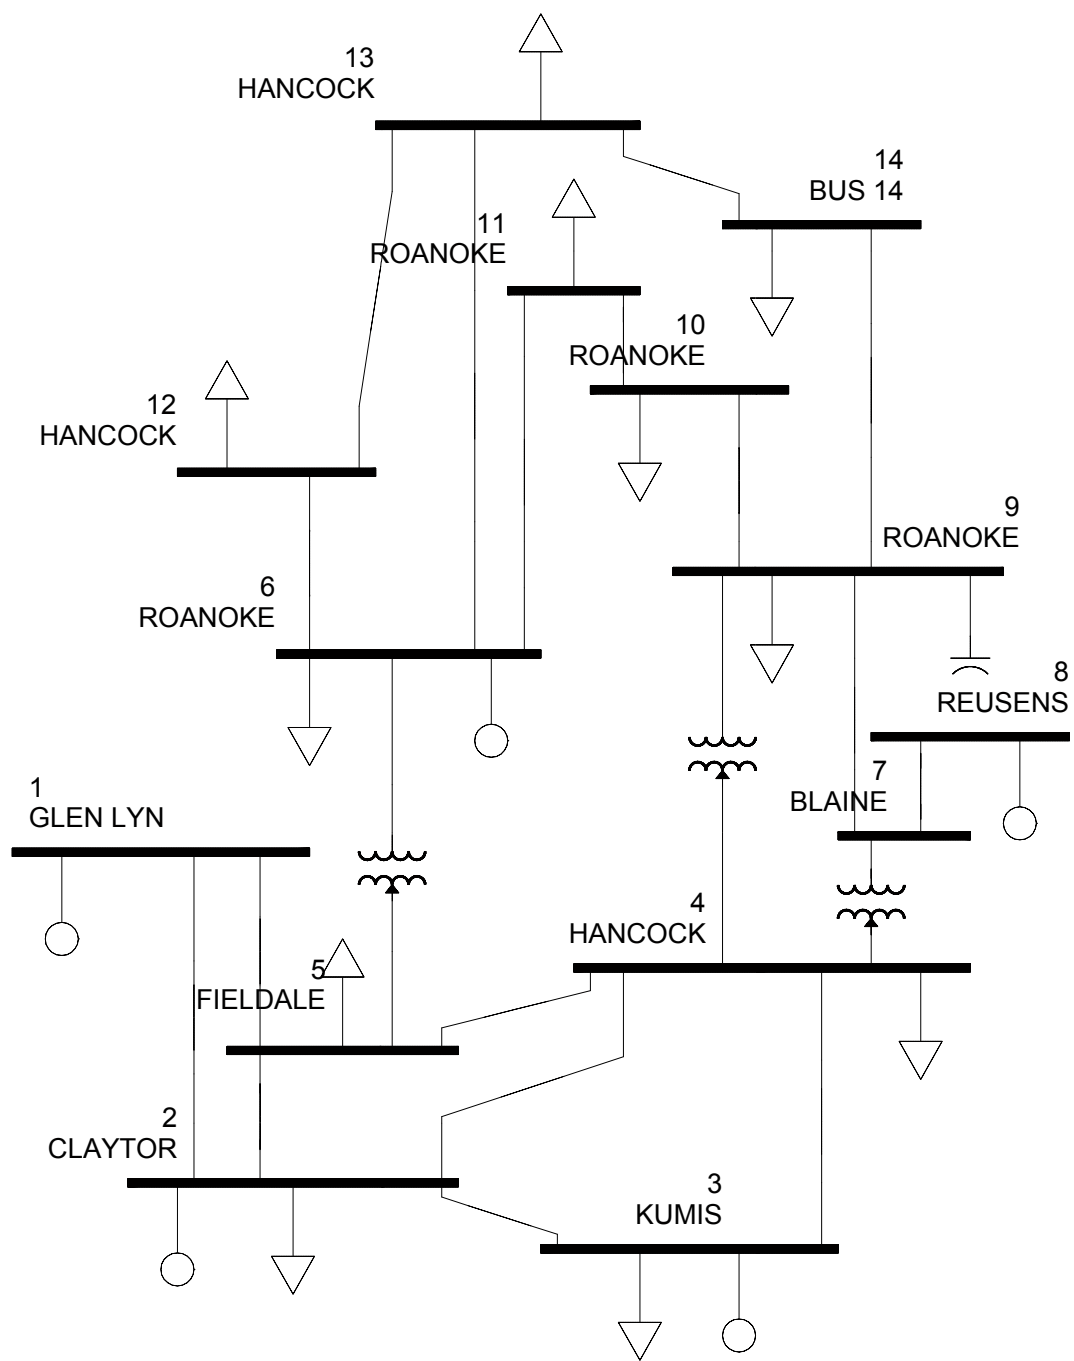 13
HANCOCK
14
BUS 14
11
ROANOKE
10
ROANOKE
12
HANCOCK
9
ROANOKE
6
ROANOKE
8
REUSENS
7
BLAINE
1
GLEN LYN
4
HANCOCK
5
FIELDALE
2
CLAYTOR
3
KUMIS